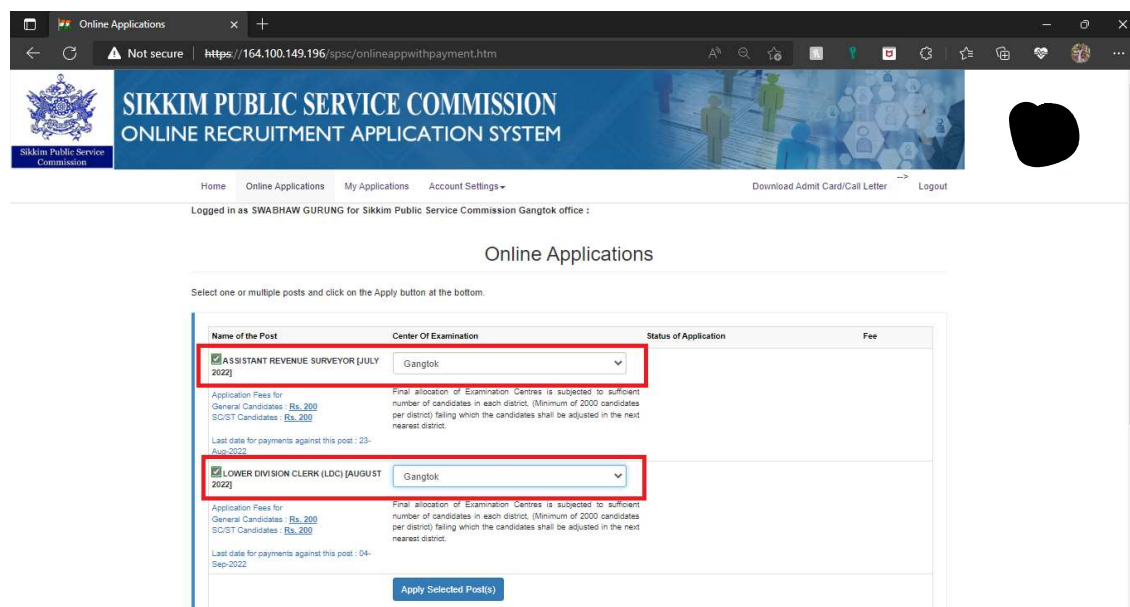 Online Applications
Not secure | https://164.100.149.196/spsc/onlineappwithpayment.htm
SIKKIM PUBLIC SERVICE COMMISSION
ONLINE RECRUITMENT APPLICATION SYSTEM
Sikkim Public Service
Commission
Home Online Applications My Applications Account Settings Download Admit Card/Call Letter --> Logout
Logged in as SWABHAW GURUNG for Sikkim Public Service Commission Gangtok office :
Online Applications
Select one or multiple posts and click on the Apply button at the bottom.
Name of the Post Center Of Examination Status of Application Fee
ASSISTANT REVENUE SURVEYOR [JULY
2022]
Gangtok
Application Fees for
General Candidates : Rs. 200
SC/ST Candidates : Rs. 200
Last date for payments against this post : 23-
Aug-2022
Final allocation of Examination Centres is subjected to sufficient
number of candidates in each district, (Minimum of 2000 candidates
per district) failing which the candidates shall be adjusted in the next
nearest district.
LOWER DIVISION CLERK (LDC) [AUGUST
2022]
Gangtok
Application Fees for
General Candidates : Rs. 200
SC/ST Candidates : Rs. 200
Last date for payments against this post : 04-
Sep-2022
Final allocation of Examination Centres is subjected to sufficient
number of candidates in each district, (Minimum of 2000 candidates
per district) failing which the candidates shall be adjusted in the next
nearest district.
Apply Selected Post(s)